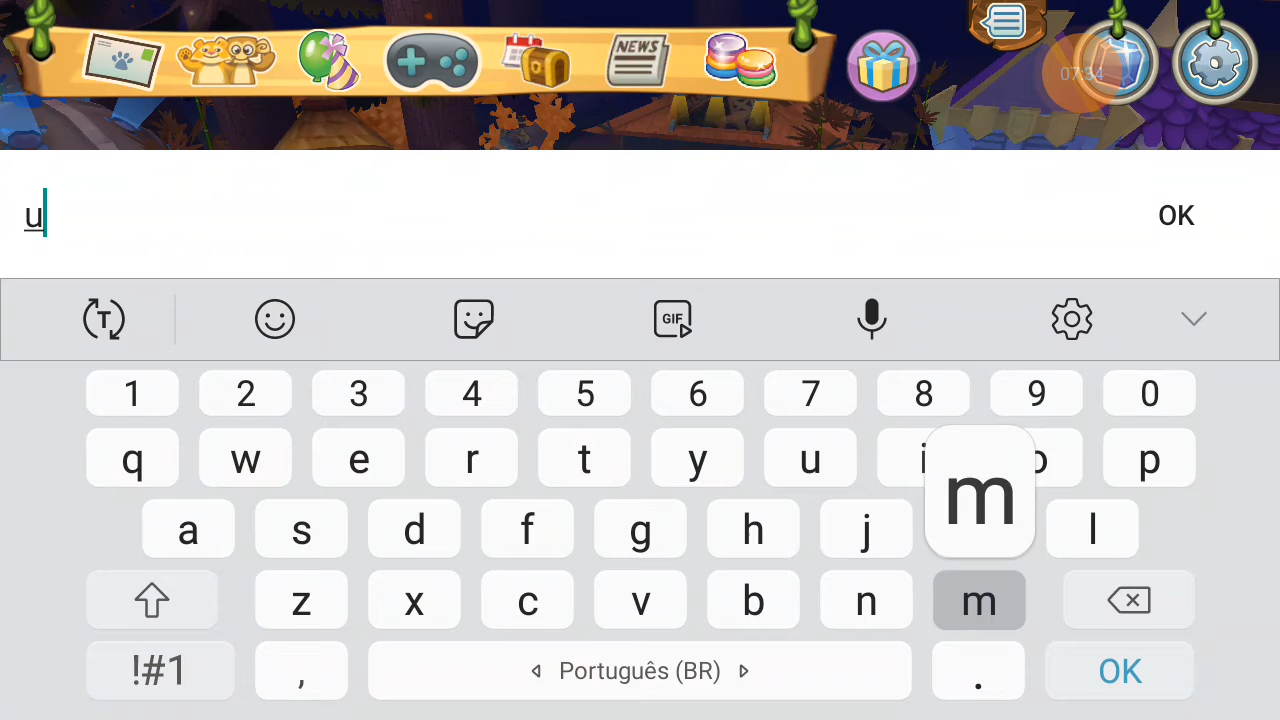 NEWS
07:34
u
OK
T
GIF
1 2 3 4 5 6 7 8 9 0
q w e r t y u i o p
m
a s d f g h j l
z x c v b n m
!#1 , Português (BR) . OK